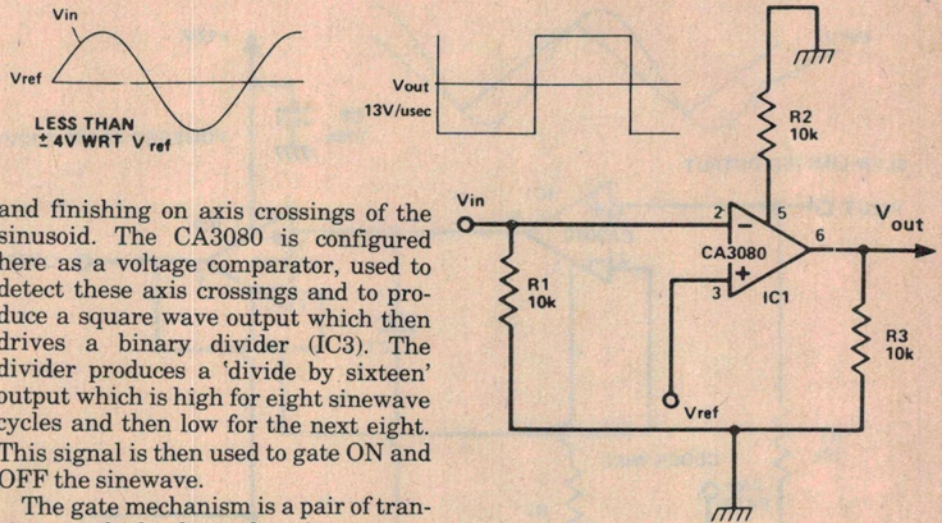 Vin
Vref
LESS THAN
± 4V WRT Vref
Vout
13V/usec
and finishing on axis crossings of the
sinusoid. The CA3080 is configured
here as a voltage comparator, used to
detect these axis crossings and to pro-
duce a square wave output which then
drives a binary divider (IC3). The
divider produces a 'divide by sixteen'
output which is high for eight sinewave
cycles and then low for the next eight.
This signal is then used to gate ON and
OFF the sinewave.
The gate mechanism is a pair of tran-
R2
10k
Vin
2
5
CA3080
6
Vout
3
IC1
R1
10k
R3
10k
Vref